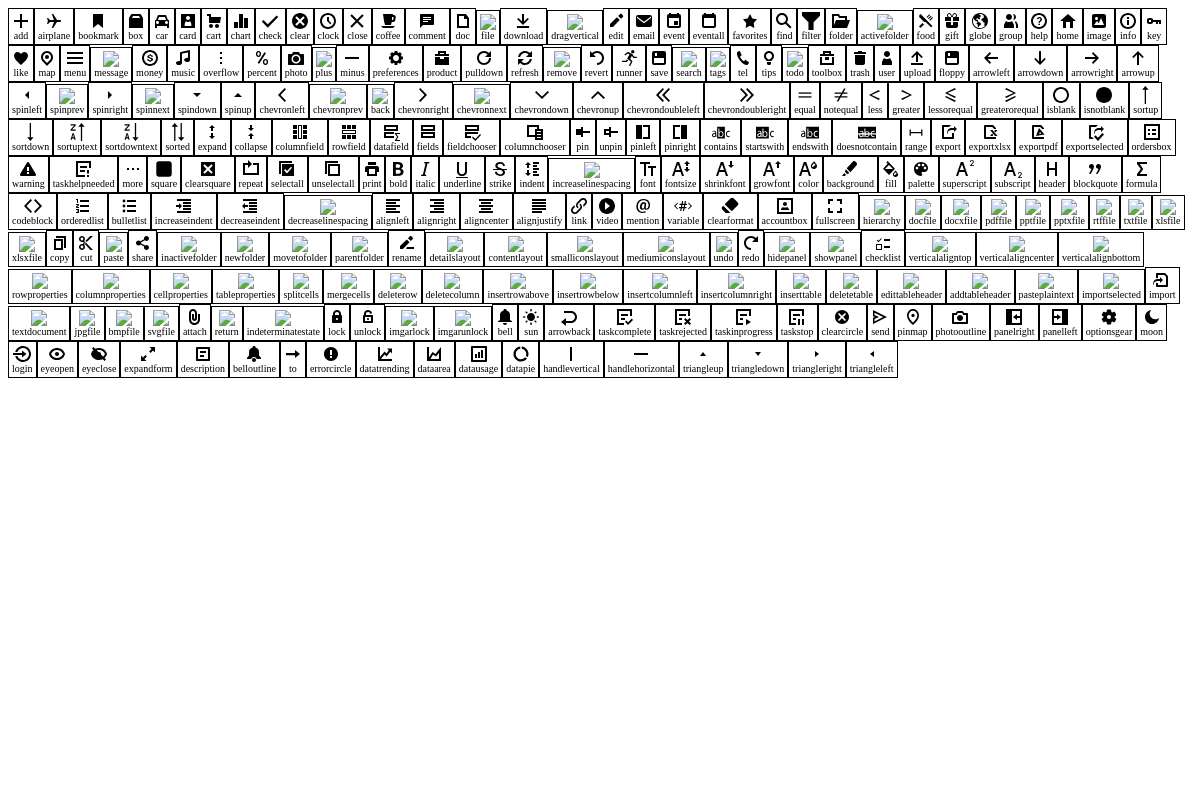 add airplane bookmark box car card cart chart check clear clock close coffee comment doc file download dragvertical edit email event eventall favorites find filter folder activefolder food gift globe group help home image info key
like map menu message money music overflow percent photo plus minus preferences product pulldown refresh remove revert runner save search tags tel tips todo toolbox trash user upload floppy arrowleft arrowdown arrowright arrowup
spinleft spinprev spinright spinnext spindown spinup chevronleft chevronprev back chevronright chevronnext chevrondown chevronup chevrondoubleleft chevrondoubleright equal notequal less greater lessorequal greaterorequal isblank isnotblank sortup
sortdown sortuptext sortdowntext sorted expand collapse columnfield rowfield datafield fields fieldchooser columnchooser pin unpin pinleft pinright contains startswith endswith doesnotcontain range export exportxlsx exportpdf exportselected ordersbox
warning taskhelpneeded more square clearsquare repeat selectall unselectall print bold italic underline strike indent increaselinespacing font fontsize shrinkfont growfont color background fill palette superscript subscript header blockquote formula
codeblock orderedlist bulletlist increaseindent decreaseindent decreaselinespacing alignleft alignright aligncenter alignjustify link video mention variable clearformat accountbox fullscreen hierarchy docfile docxfile pdffile pptfile pptxfile rtffile txtfile xlsfile
xlsxfile copy cut paste share inactivefolder newfolder movetofolder parentfolder rename detailslayout contentlayout smalliconslayout mediumiconslayout undo redo hidepanel showpanel checklist verticalaligntop verticalaligncenter verticalalignbottom
rowproperties columnproperties cellproperties tableproperties splitcells mergecells deleterow deletecolumn insertrowabove insertrowbelow insertcolumnleft insertcolumnright inserttable deletetable edittableheader addtableheader pasteplaintext importselected import
textdocument jpgfile bmpfile svgfile attach return indeterminatestate lock unlock imgarlock imgarunlock bell sun arrowback taskcomplete taskrejected taskinprogress taskstop clearcircle send pinmap photooutline panelright panelleft optionsgear moon
login eyeopen eyeclose expandform description belloutline to errorcircle datatrending dataarea datausage datapie handlevertical handlehorizontal triangleup triangledown triangleright triangleleft